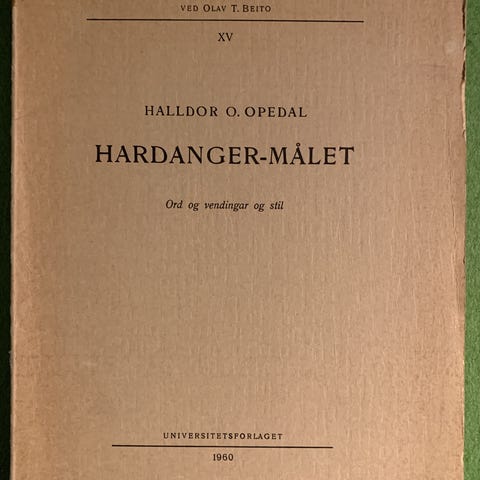 VED OLAV T. BEITO
XV
HALLDOR O. OPEDAL
HARDANGER-MÅLET
Ord og vendingar og stil
UNIVERSITETSFORLAGET
1960